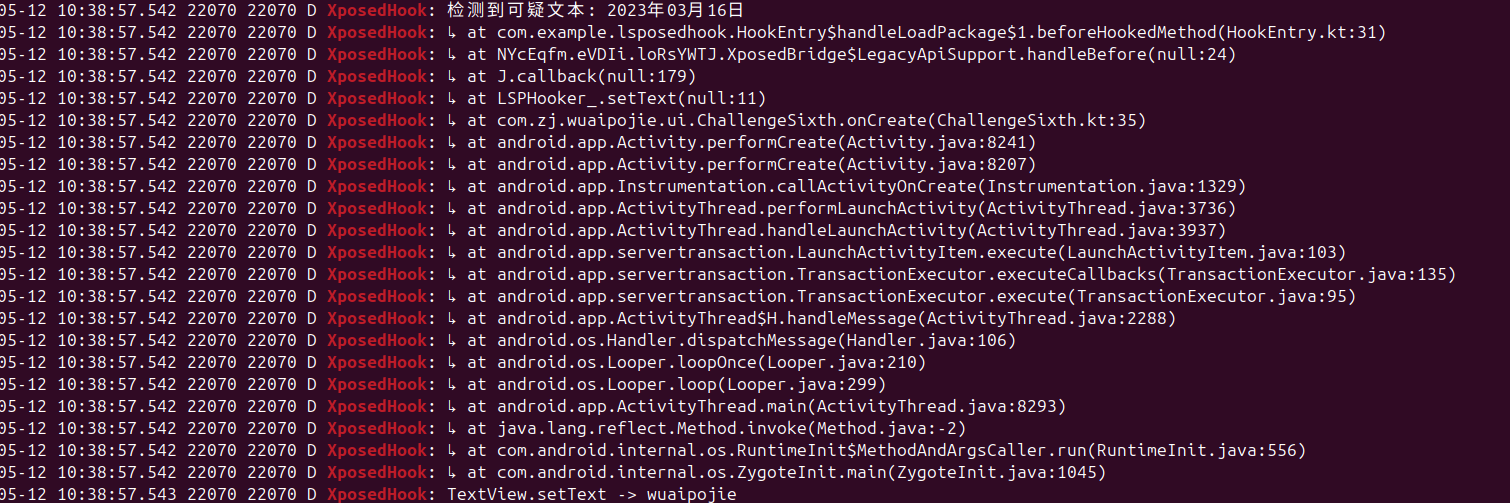 05-12 10:38:57.542 22070 22070 D XposedHook: 检测到可疑文本: 2023年03月16日
05-12 10:38:57.542 22070 22070 D XposedHook: ↳ at com.example.lsposedhook.HookEntry$handleLoadPackage$1.beforeHookedMethod(HookEntry.kt:31)
05-12 10:38:57.542 22070 22070 D XposedHook: ↳ at NYcEqfm.eVDIi.loRsYWTJ.XposedBridge$LegacyApiSupport.handleBefore(null:24)
05-12 10:38:57.542 22070 22070 D XposedHook: ↳ at J.callback(null:179)
05-12 10:38:57.542 22070 22070 D XposedHook: ↳ at LSPHooker_.setText(null:11)
05-12 10:38:57.542 22070 22070 D XposedHook: ↳ at com.zj.wuaipojie.ui.ChallengeSixth.onCreate(ChallengeSixth.kt:35)
05-12 10:38:57.542 22070 22070 D XposedHook: ↳ at android.app.Activity.performCreate(Activity.java:8241)
05-12 10:38:57.542 22070 22070 D XposedHook: ↳ at android.app.Activity.performCreate(Activity.java:8207)
05-12 10:38:57.542 22070 22070 D XposedHook: ↳ at android.app.Instrumentation.callActivityOnCreate(Instrumentation.java:1329)
05-12 10:38:57.542 22070 22070 D XposedHook: ↳ at android.app.ActivityThread.performLaunchActivity(ActivityThread.java:3736)
05-12 10:38:57.542 22070 22070 D XposedHook: ↳ at android.app.ActivityThread.handleLaunchActivity(ActivityThread.java:3937)
05-12 10:38:57.542 22070 22070 D XposedHook: ↳ at android.app.servertransaction.LaunchActivityItem.execute(LaunchActivityItem.java:103)
05-12 10:38:57.542 22070 22070 D XposedHook: ↳ at android.app.servertransaction.TransactionExecutor.executeCallbacks(TransactionExecutor.java:135)
05-12 10:38:57.542 22070 22070 D XposedHook: ↳ at android.app.servertransaction.TransactionExecutor.execute(TransactionExecutor.java:95)
05-12 10:38:57.542 22070 22070 D XposedHook: ↳ at android.app.ActivityThread$H.handleMessage(ActivityThread.java:2288)
05-12 10:38:57.542 22070 22070 D XposedHook: ↳ at android.os.Handler.dispatchMessage(Handler.java:106)
05-12 10:38:57.542 22070 22070 D XposedHook: ↳ at android.os.Looper.loopOnce(Looper.java:210)
05-12 10:38:57.542 22070 22070 D XposedHook: ↳ at android.os.Looper.loop(Looper.java:299)
05-12 10:38:57.542 22070 22070 D XposedHook: ↳ at android.app.ActivityThread.main(ActivityThread.java:8293)
05-12 10:38:57.542 22070 22070 D XposedHook: ↳ at java.lang.reflect.Method.invoke(Method.java:-2)
05-12 10:38:57.542 22070 22070 D XposedHook: ↳ at com.android.internal.os.RuntimeInit$MethodAndArgsCaller.run(RuntimeInit.java:556)
05-12 10:38:57.542 22070 22070 D XposedHook: ↳ at com.android.internal.os.ZygoteInit.main(ZygoteInit.java:1045)
05-12 10:38:57.543 22070 22070 D XposedHook: TextView.setText -> wuaipojie